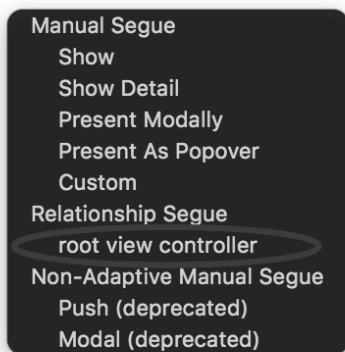 Manual Segue
Show
Show Detail
Present Modally
Present As Popover
Custom
Relationship Segue
root view controller
Non-Adaptive Manual Segue
Push (deprecated)
Modal (deprecated)